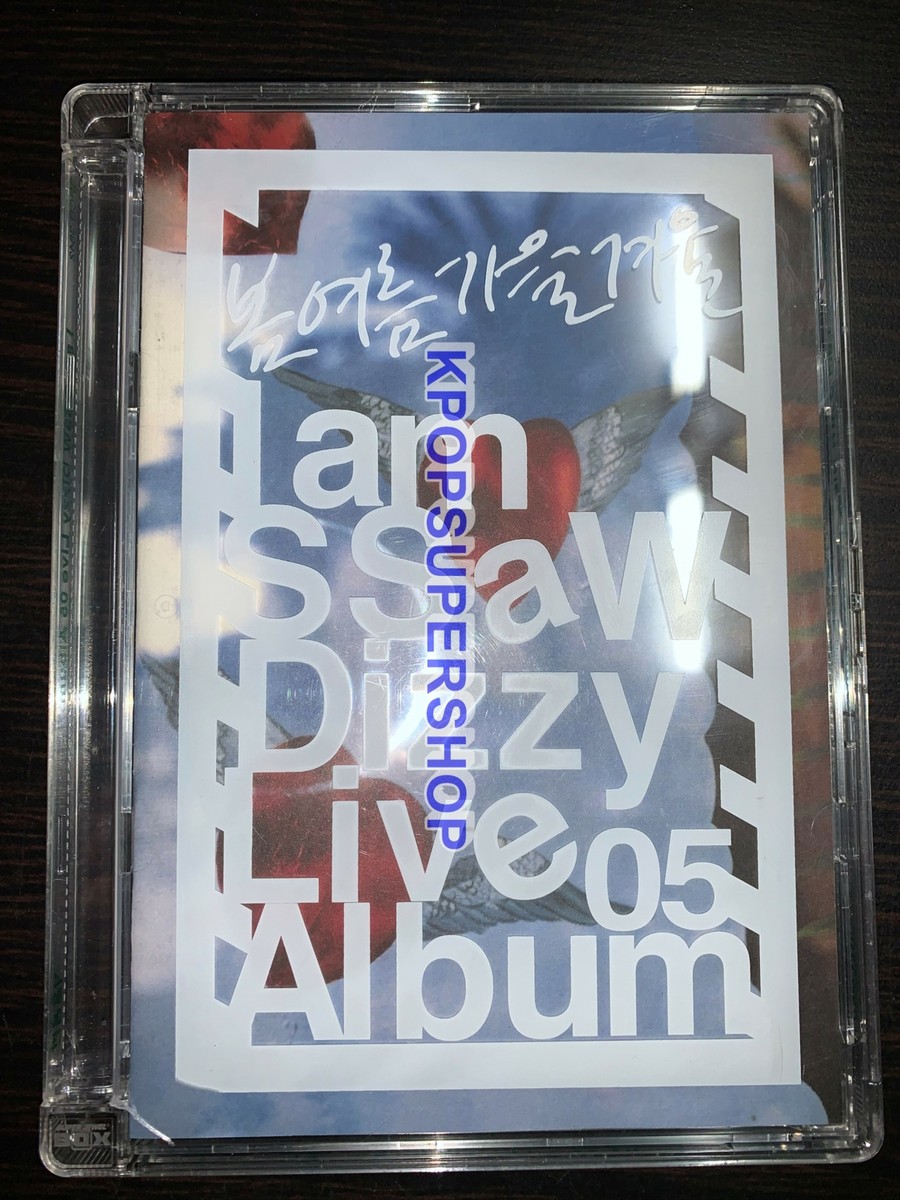 봄여름가을겨울
I am
SSaW
Dizzy
Live 05
Album
KPOPSUPERSHOP